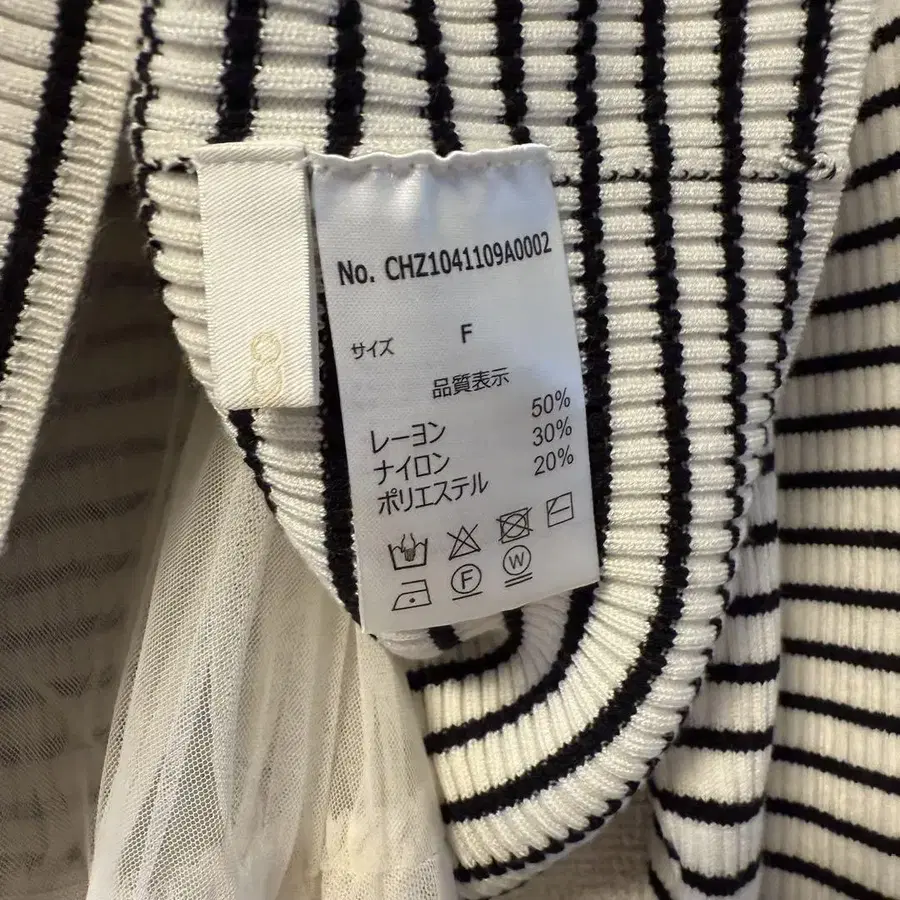 No. CHZ1041109A0002
サイズ F
品質表示
レーヨン 50%
ナイロン 30%
ポリエステル 20%
F W
8